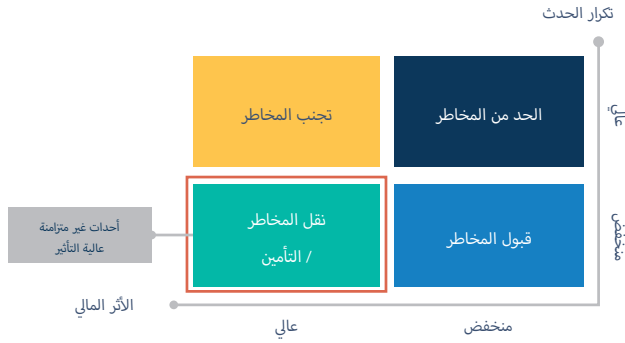 تكرار الحدث
الحد من المخاطر
تجنب المخاطر
عالي
قبول المخاطر
نقل المخاطر
/ التأمين
منخفض
أحداث غير متزامنة
عالية التأثير
الأثر المالي
منخفض
عالي